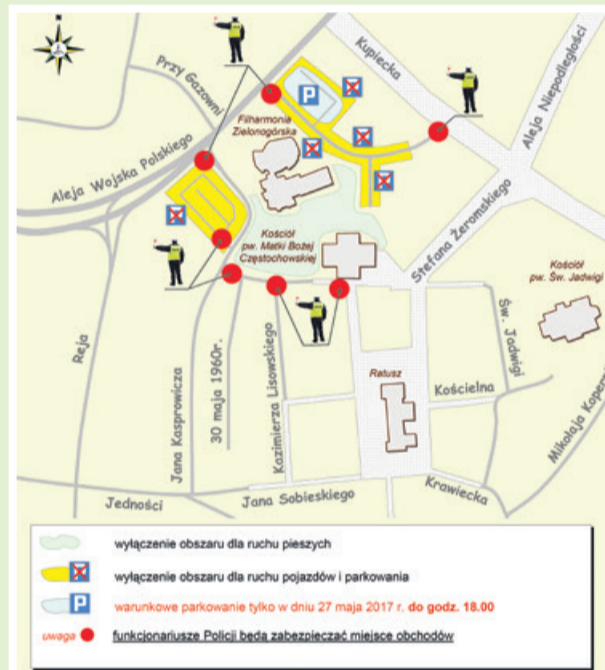 Kupiecka
Aleja Niepodległości
Przy Gazowni
P
Filharmonia
Zielonogórska
Aleja Wojska Polskiego
Stefana Żeromskiego
Kościół
pw. Matki Bożej
Częstochowskiej
Kościół
pw. Św. Jadwigi
Św. Jadwigi
Reja
Jana Kasprowicza
30 maja 1960r.
Kazimierza Lisowskiego
Ratusz
Kościelna
Mikołaja Koper
Jedności
Jana Sobieskiego
Krawiecka
wyłączenie obszaru dla ruchu pieszych
wyłączenie obszaru dla ruchu pojazdów i parkowania
P warunkowe parkowanie tylko w dniu 27 maja 2017 r. do godz. 18.00
uwaga funkcjonariusze Policji będą zabezpieczać miejsce obchodów